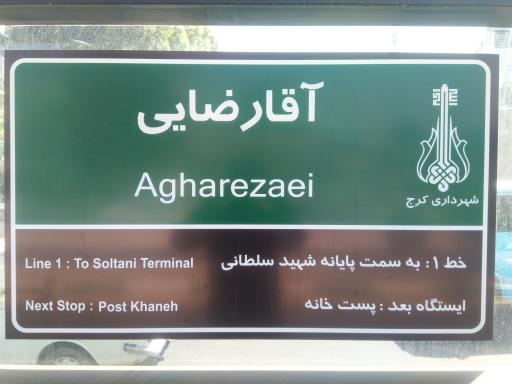 آقارضایی
Agharezaei
شهرداری کرج
خط ۱: به سمت پایانه شهید سلطانی
Line 1 : To Soltani Terminal
ایستگاه بعد : پست خانه
Next Stop : Post Khaneh